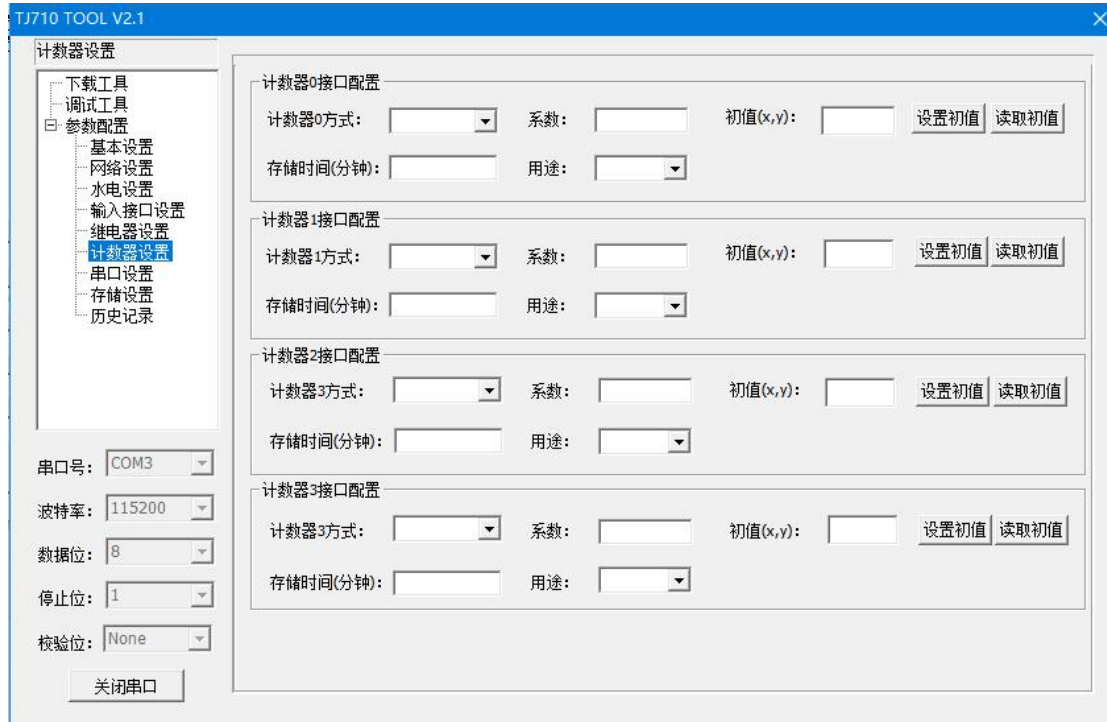 TJ710 TOOL V2.1
计数器设置
下载工具
调试工具
参数配置
基本设置
网络设置
水电设置
输入接口设置
继电器设置
计数器设置
串口设置
存储设置
历史记录
串口号: COM3
波特率: 115200
数据位: 8
停止位: 1
校验位: None
关闭串口
计数器0接口配置
计数器0方式: 系数: 初值(x,y): 设置初值 读取初值
存储时间(分钟): 用途:
计数器1接口配置
计数器1方式: 系数: 初值(x,y): 设置初值 读取初值
存储时间(分钟): 用途:
计数器2接口配置
计数器3方式: 系数: 初值(x,y): 设置初值 读取初值
存储时间(分钟): 用途:
计数器3接口配置
计数器3方式: 系数: 初值(x,y): 设置初值 读取初值
存储时间(分钟): 用途: